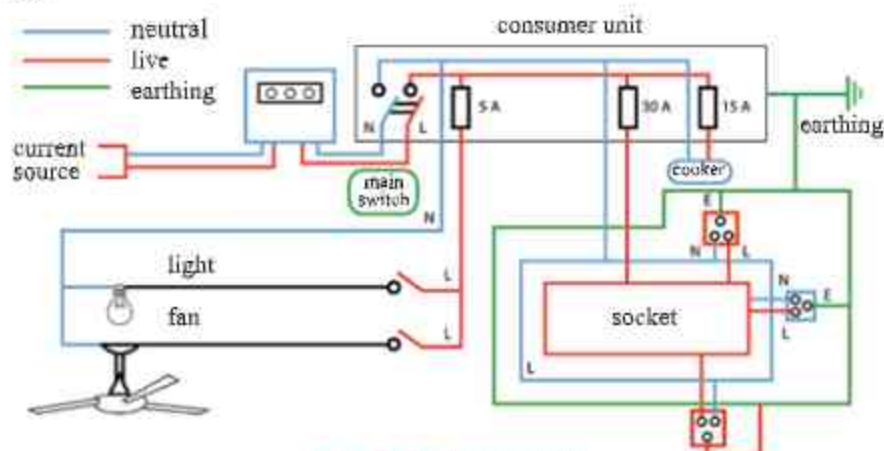 neutral
consumer unit
live
earthing
5 A
30 A
15 A
N
L
earthing
current
source
main
switch
cooker
N
E
N
L
light
L
N
E
fan
socket
L
L
L